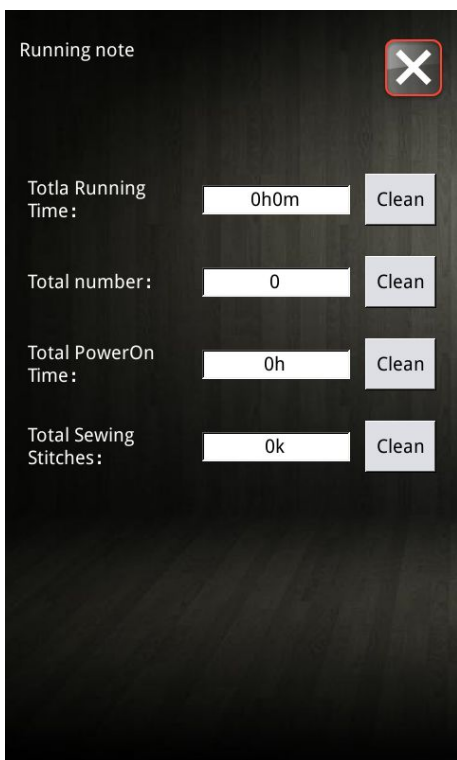 Running note
Totla Running
Time:
0h0m
Clean
Total number:
0
Clean
Total PowerOn
Time:
0h
Clean
Total Sewing
Stitches:
0k
Clean